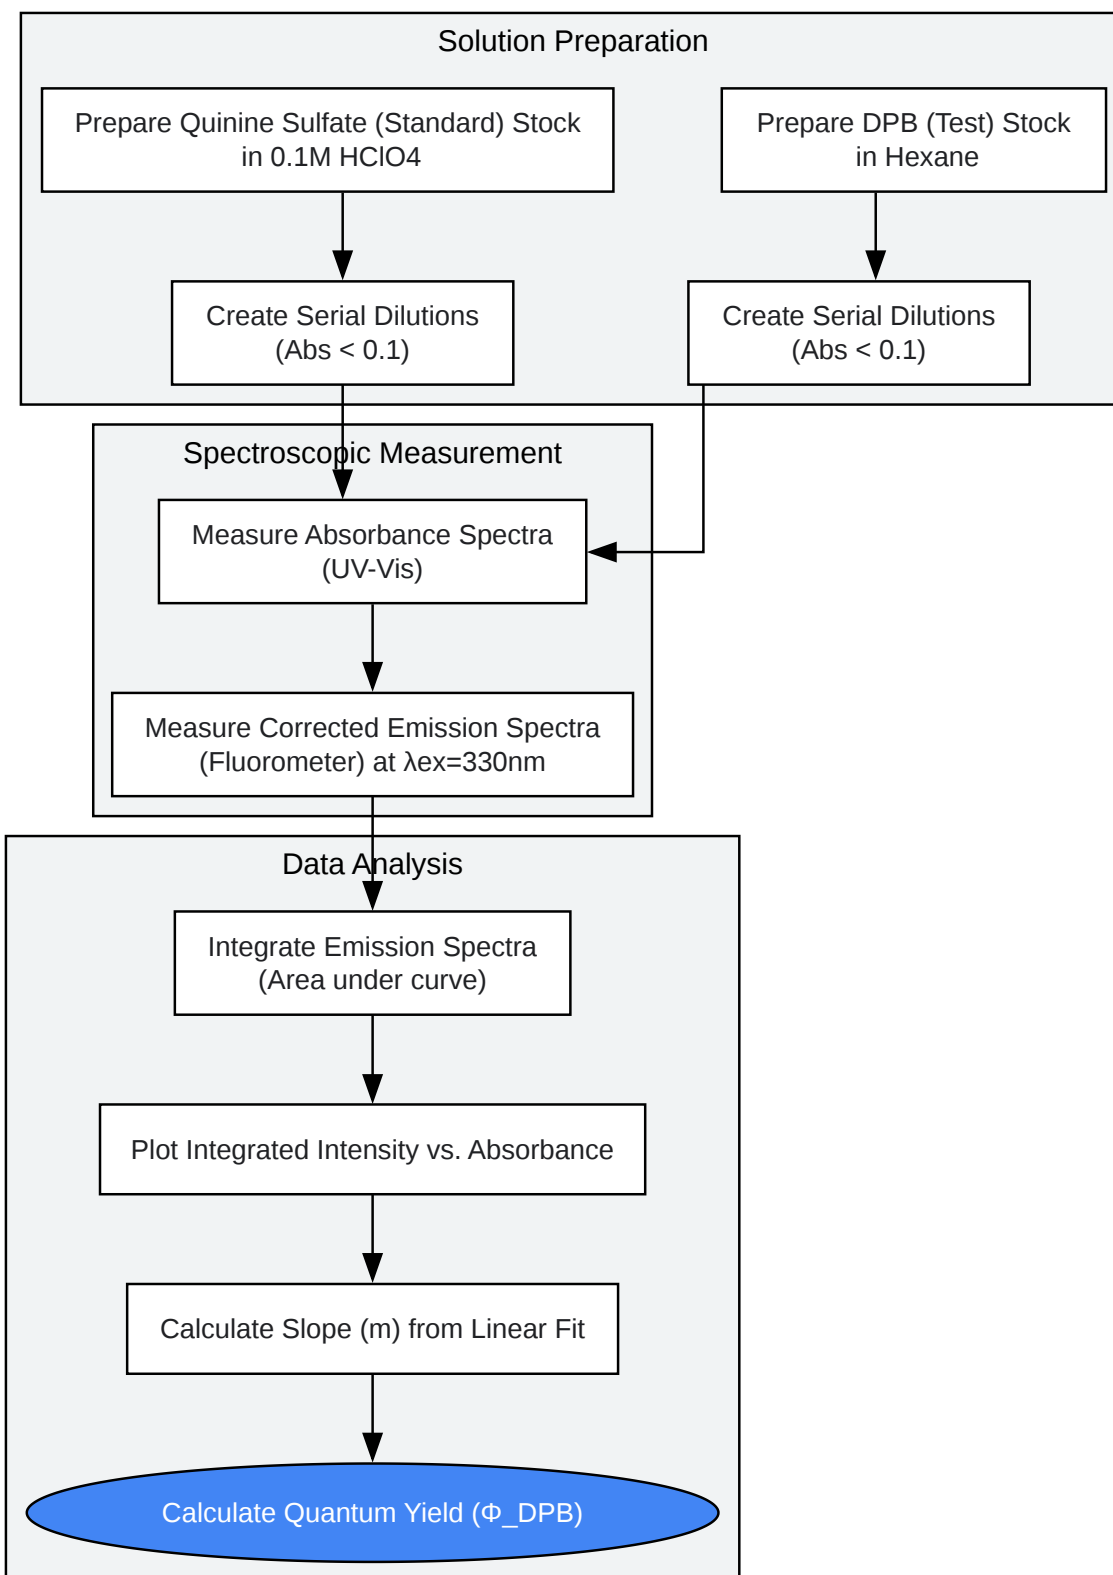 Solution Preparation
Prepare Quinine Sulfate (Standard) Stock
in 0.1M HClO4
Prepare DPB (Test) Stock
in Hexane
Create Serial Dilutions
(Abs < 0.1)
Create Serial Dilutions
(Abs < 0.1)
Spectroscopic Measurement
Measure Absorbance Spectra
(UV-Vis)
Measure Corrected Emission Spectra
(Fluorometer) at λex=330nm
Data Analysis
Integrate Emission Spectra
(Area under curve)
Plot Integrated Intensity vs. Absorbance
Calculate Slope (m) from Linear Fit
Calculate Quantum Yield (Φ_DPB)